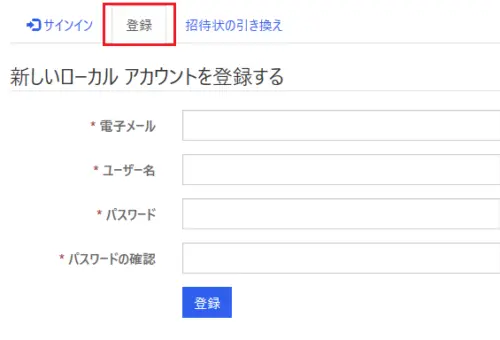 サインイン 登録 招待状の引き換え
新しいローカル アカウントを登録する
* 電子メール
* ユーザー名
* パスワード
* パスワードの確認
登録